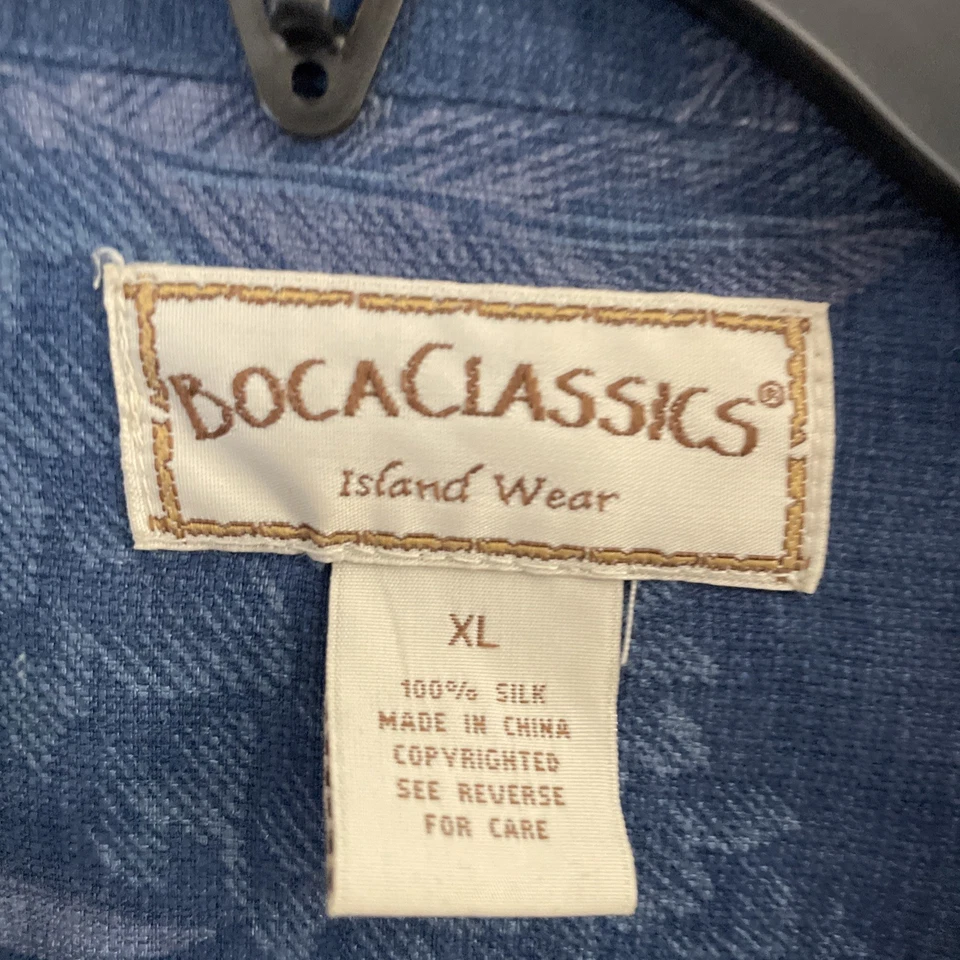 BOCACLASSICS®
Island Wear
XL
100% SILK
MADE IN CHINA
COPYRIGHTED
SEE REVERSE
FOR CARE